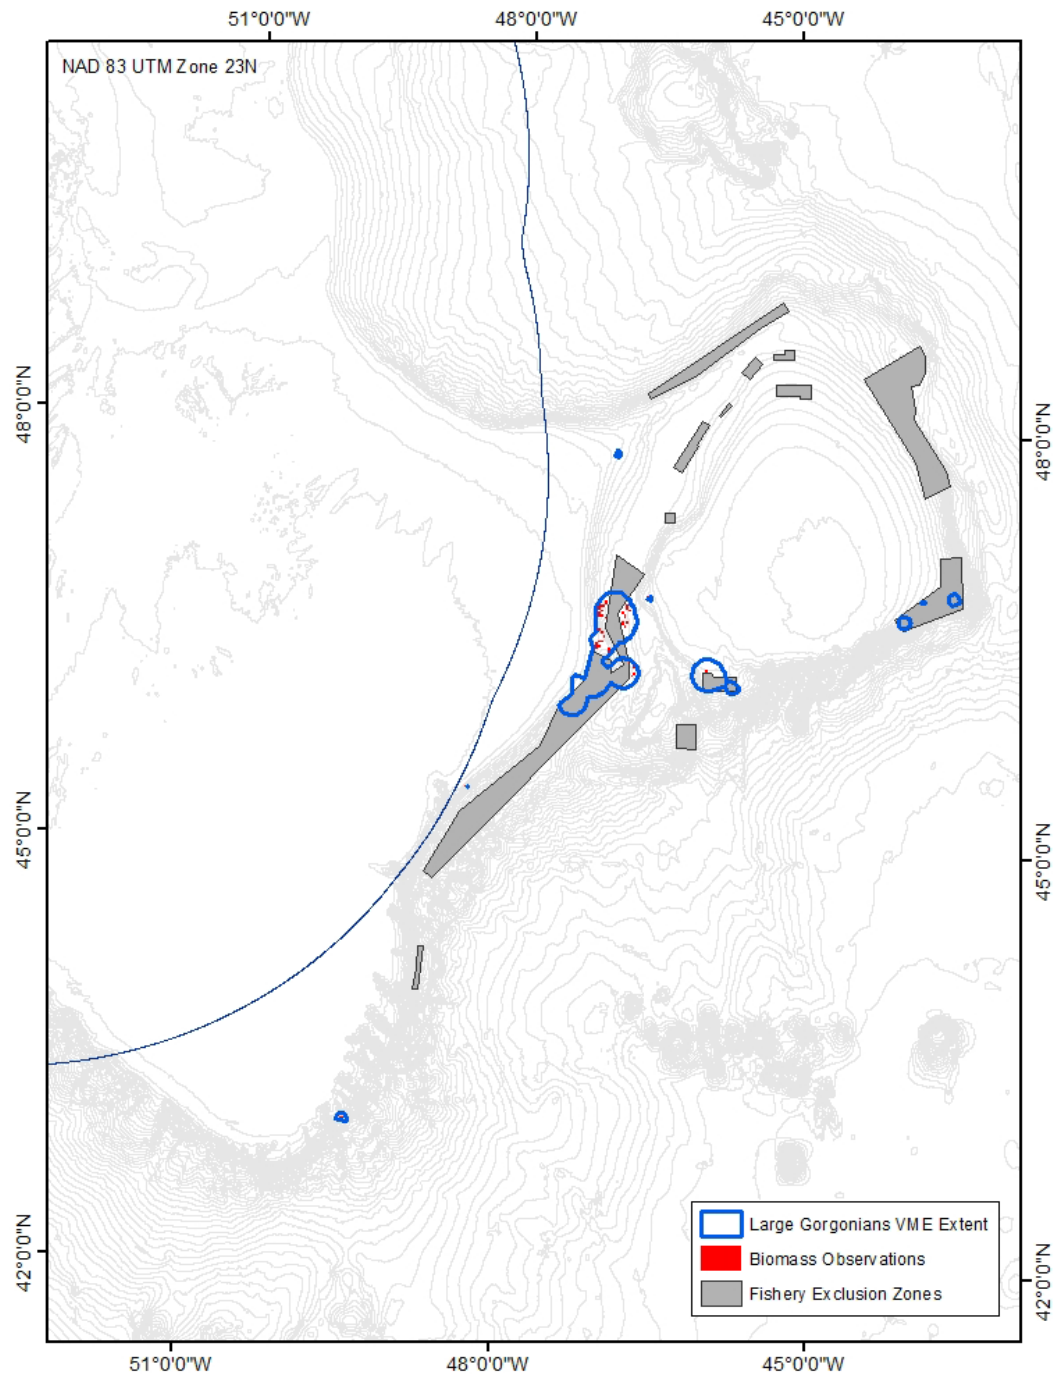 51°0'0"W 48°0'0"W 45°0'0"W
NAD 83 UTM Zone 23N
48°0'0"N
48°0'0"N
45°0'0"N
45°0'0"N
Large Gorgonians VME Extent
Biomass Observations
Fishery Exclusion Zones
42°0'0"N
42°0'0"N
51°0'0"W 48°0'0"W 45°0'0"W